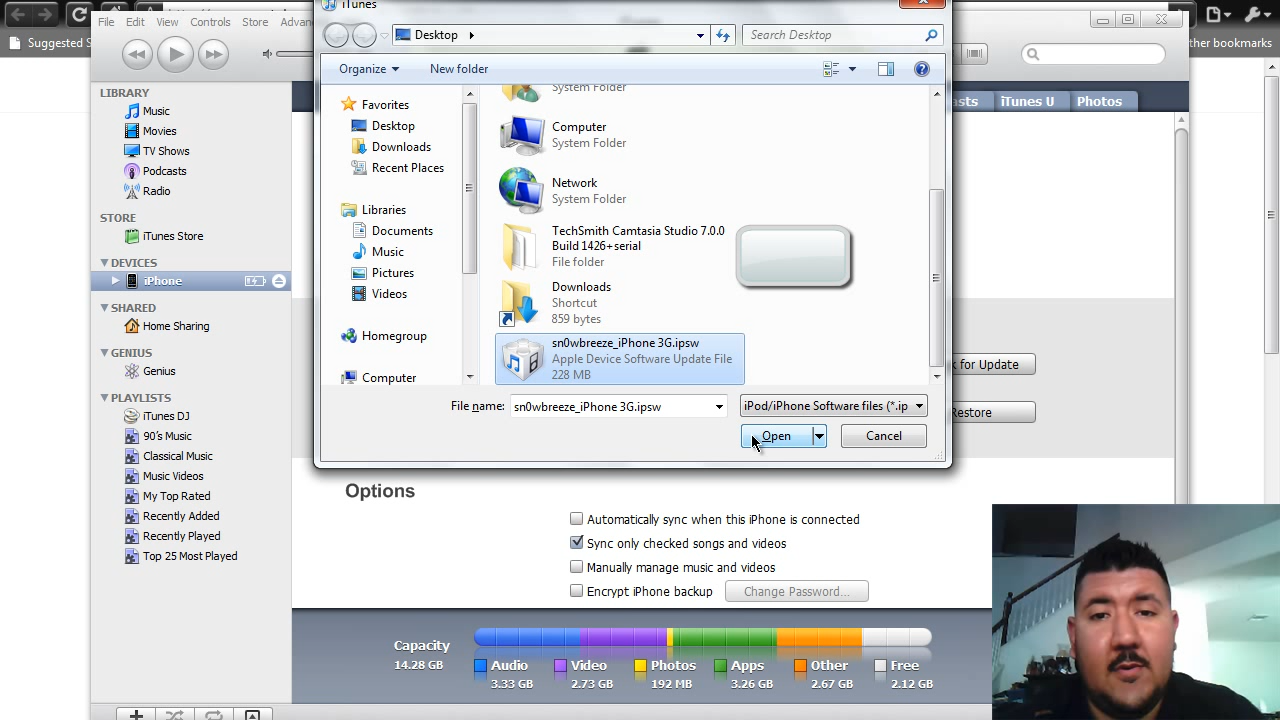 iTunes
File Edit View Controls Store Advan
Suggested S
ther bookmarks
Desktop
Search Desktop
Organize
New folder
LIBRARY
Music
Movies
TV Shows
Podcasts
Radio
STORE
iTunes Store
DEVICES
iPhone
SHARED
Home Sharing
GENIUS
Genius
PLAYLISTS
iTunes DJ
90's Music
Classical Music
Music Videos
My Top Rated
Recently Added
Recently Played
Top 25 Most Played
Favorites
Desktop
Downloads
Recent Places
Libraries
Documents
Music
Pictures
Videos
Homegroup
Computer
System Folder
Computer
System Folder
Network
System Folder
TechSmith Camtasia Studio 7.0.0
Build 1426+serial
File folder
Downloads
Shortcut
859 bytes
sn0wbreeze_iPhone 3G.ipsw
Apple Device Software Update File
228 MB
File name: sn0wbreeze_iPhone 3G.ipsw
iPod/iPhone Software files (*.ip
Open
Cancel
asts iTunes U Photos
k for Update
Restore
Options
Automatically sync when this iPhone is connected
Sync only checked songs and videos
Manually manage music and videos
Encrypt iPhone backup
Change Password...
Capacity
14.28 GB
Audio Video Photos Apps Other Free
3.33 GB 2.73 GB 192 MB 3.26 GB 2.67 GB 2.12 GB